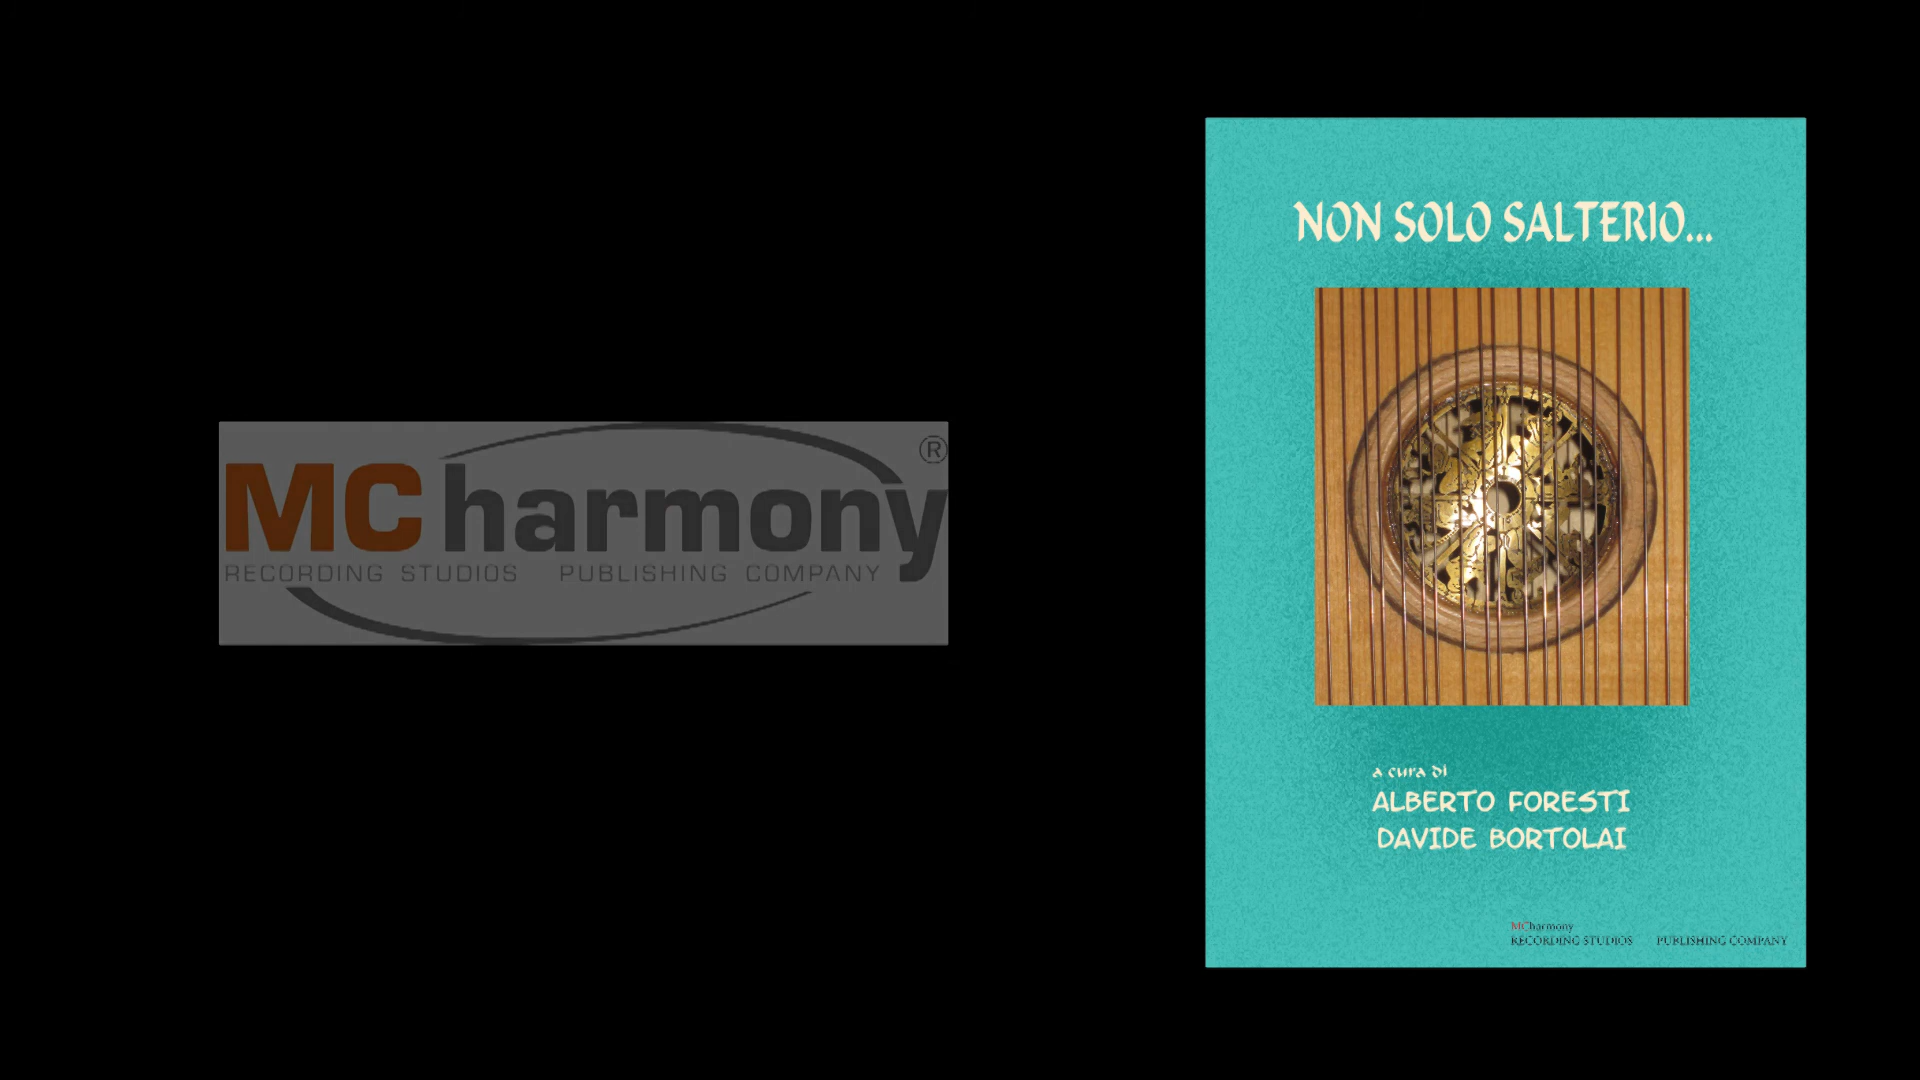 MCharmony®
RECORDING STUDIOS PUBLISHING COMPANY
NON SOLO SALTERIO...
a cura di
ALBERTO FORESTI
DAVIDE BORTOLAI
MCharmony
RECORDING STUDIOS PUBLISHING COMPANY